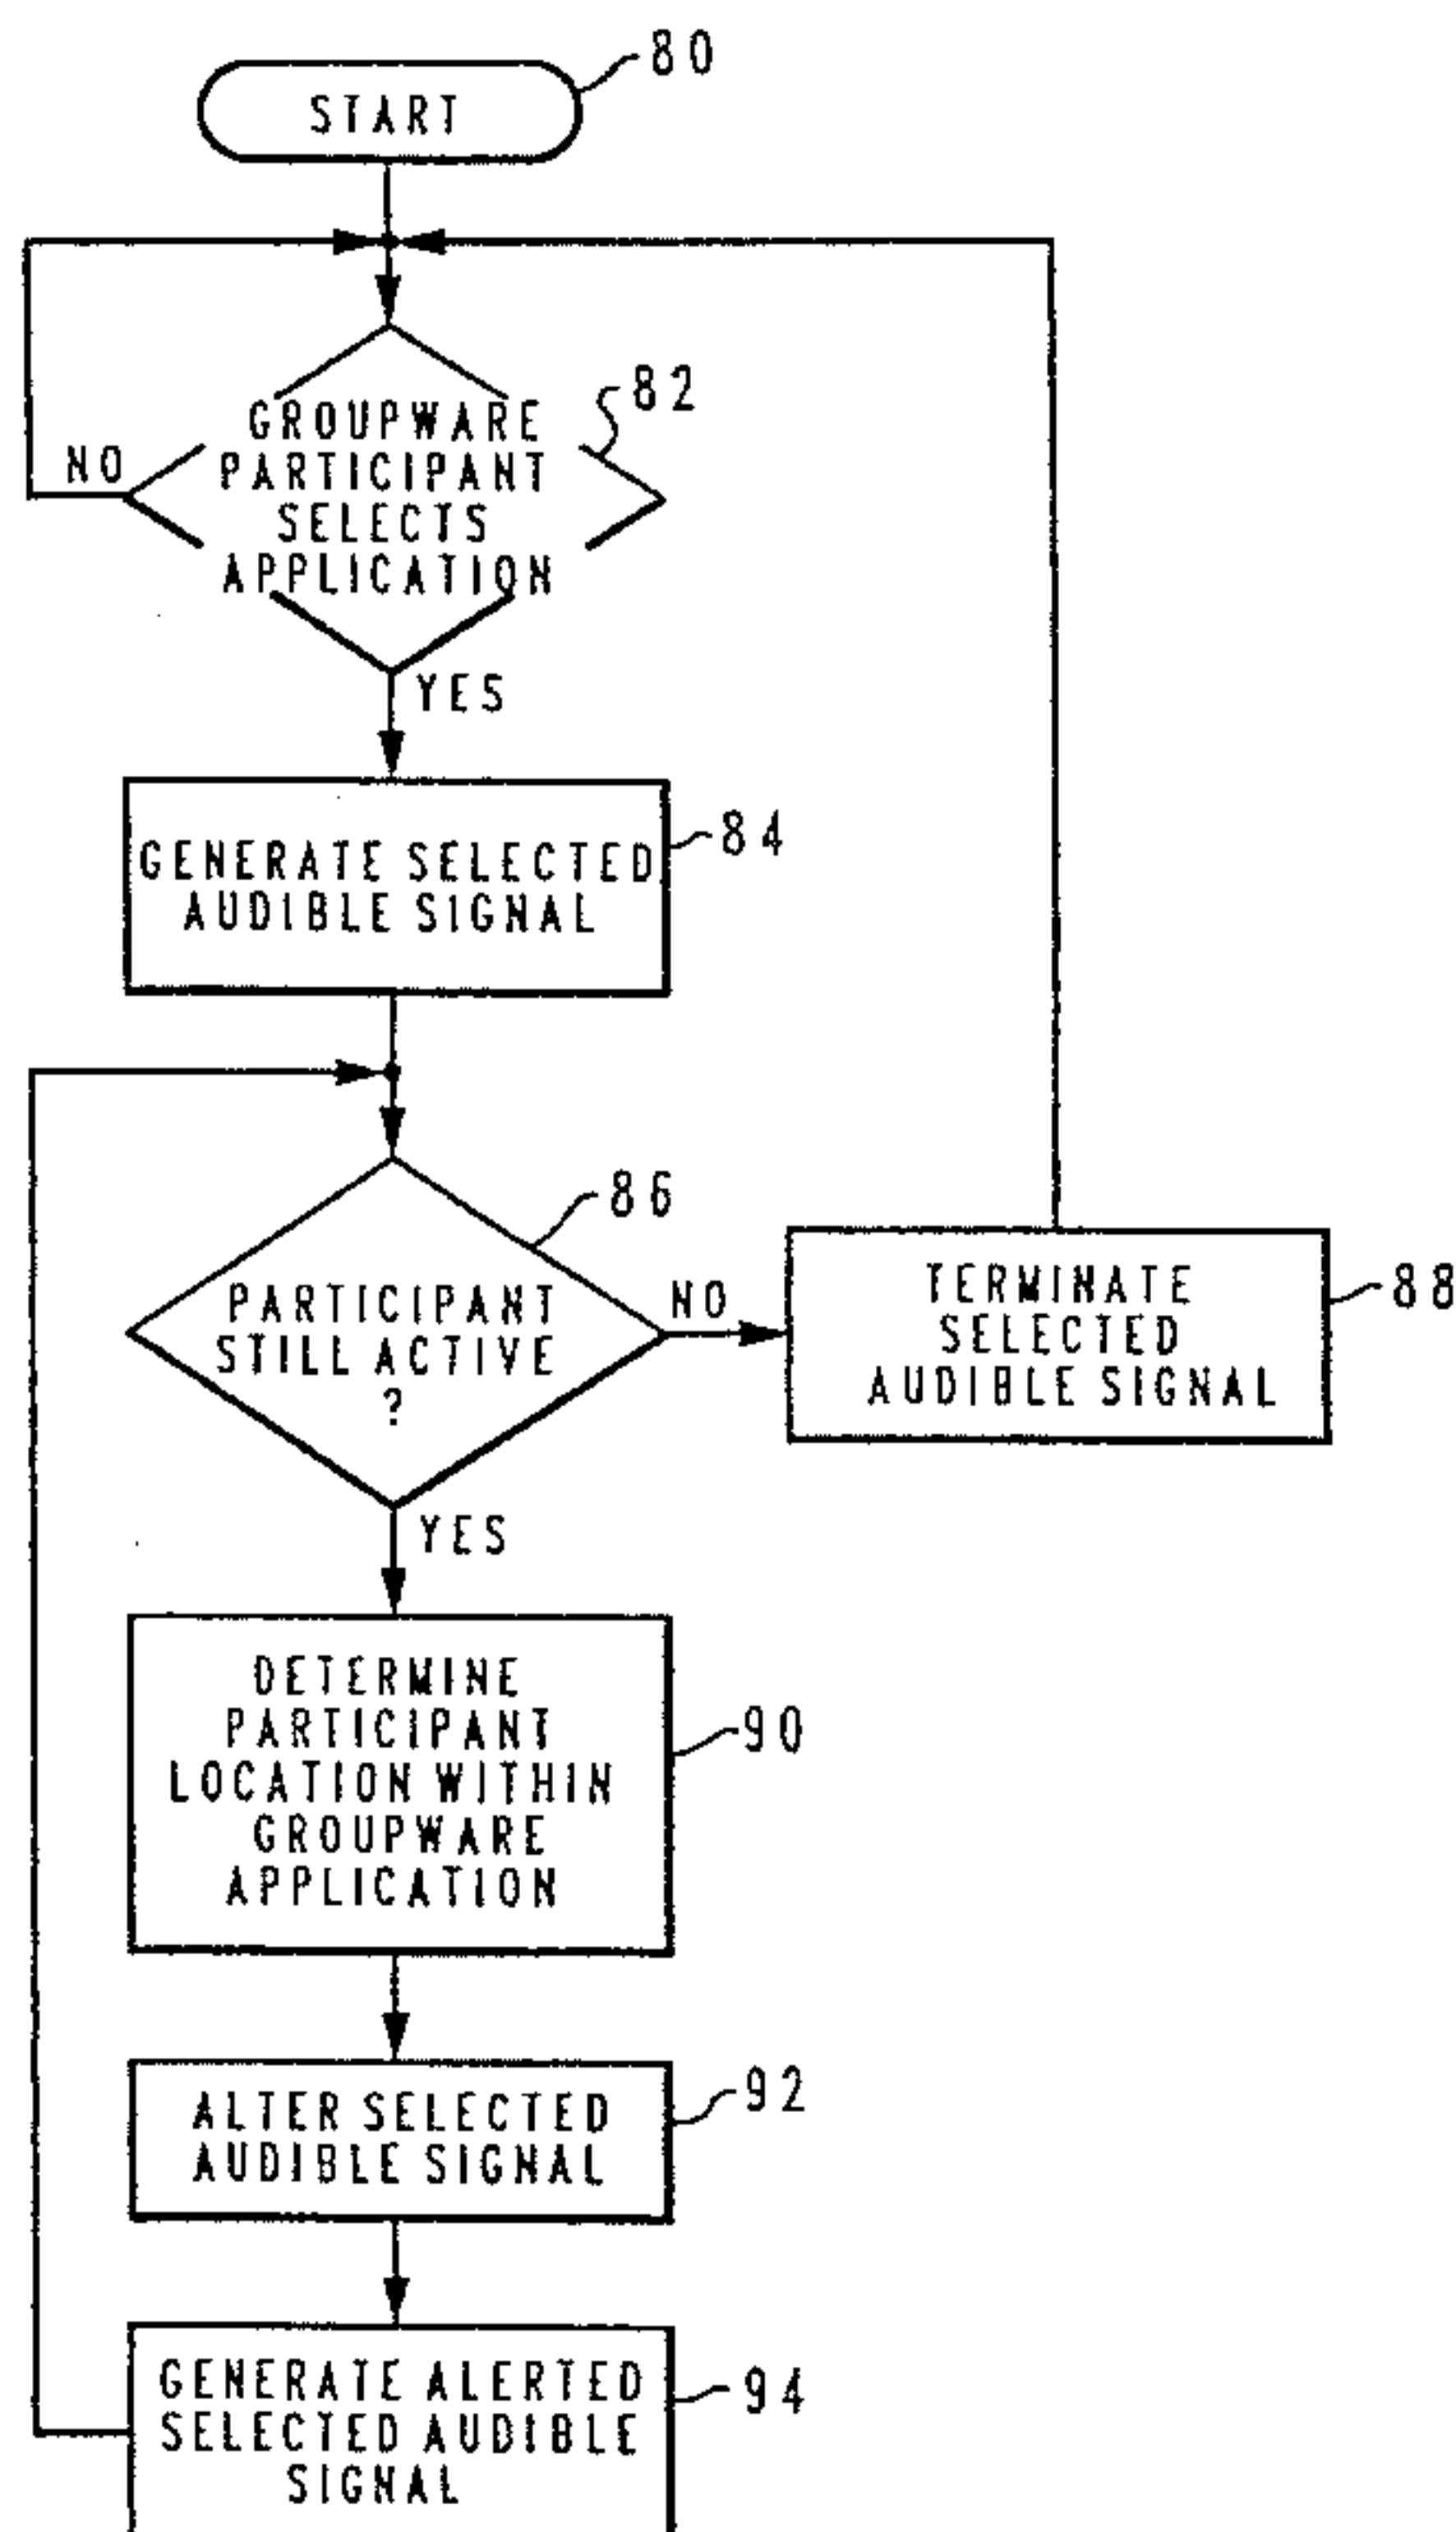 80
START
82
GROUPWARE
PARTICIPANT
SELECTS
APPLICATION
NO
YES
84
GENERATE SELECTED
AUDIBLE SIGNAL
86
PARTICIPANT
STILL ACTIVE
?
NO
88
TERMINATE
SELECTED
AUDIBLE SIGNAL
YES
90
DETERMINE
PARTICIPANT
LOCATION WITHIN
GROUPWARE
APPLICATION
92
ALTER SELECTED
AUDIBLE SIGNAL
94
GENERATE ALERTED
SELECTED AUDIBLE
SIGNAL